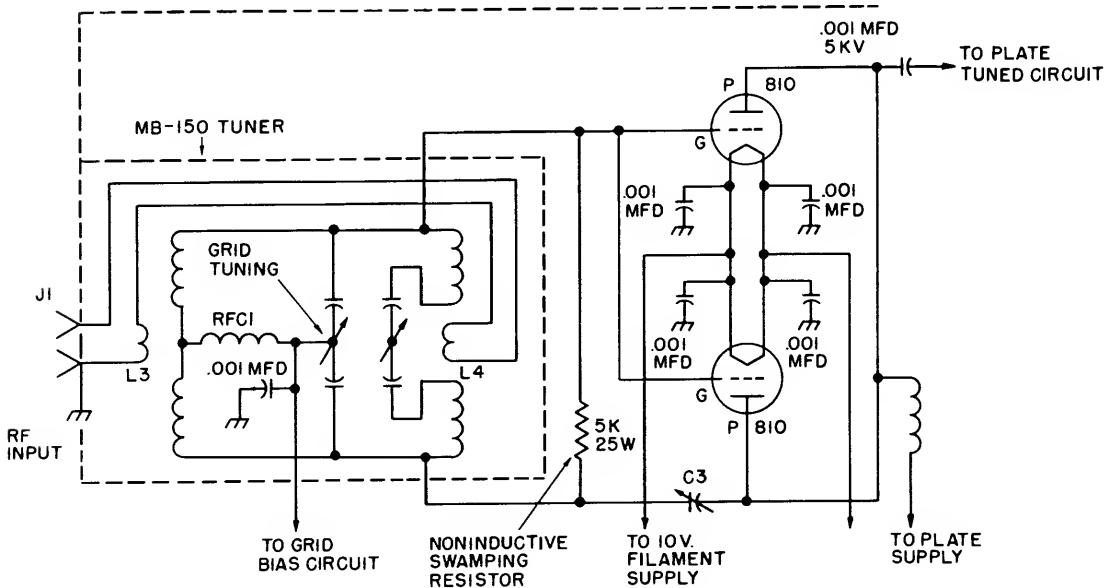 .001 MFD
5KV
TO PLATE
TUNED CIRCUIT
P
810
MB-150 TUNER
G
.001
MFD
.001
MFD
GRID
TUNING
J1
RFC1
.001 MFD
L3
L4
.001
MFD
.001
MFD
G
P
810
5K
25W
RF
INPUT
C3
TO GRID
BIAS CIRCUIT
NONINDUCTIVE
SWAMPING
RESISTOR
TO 10V.
FILAMENT
SUPPLY
TO PLATE
SUPPLY